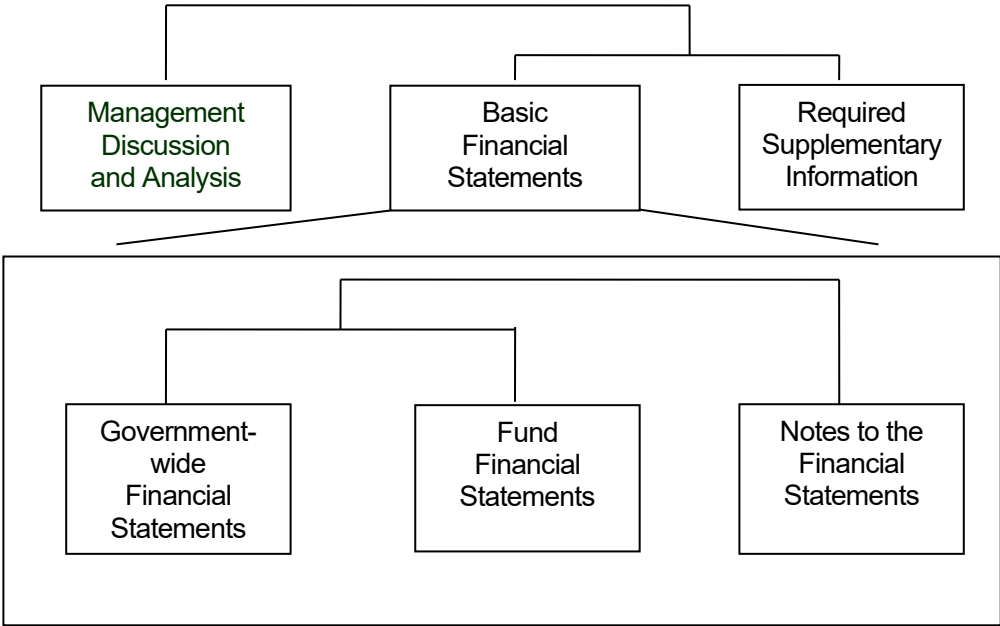 Management
Discussion
and Analysis
Basic
Financial
Statements
Required
Supplementary
Information
Government-
wide
Financial
Statements
Fund
Financial
Statements
Notes to the
Financial
Statements